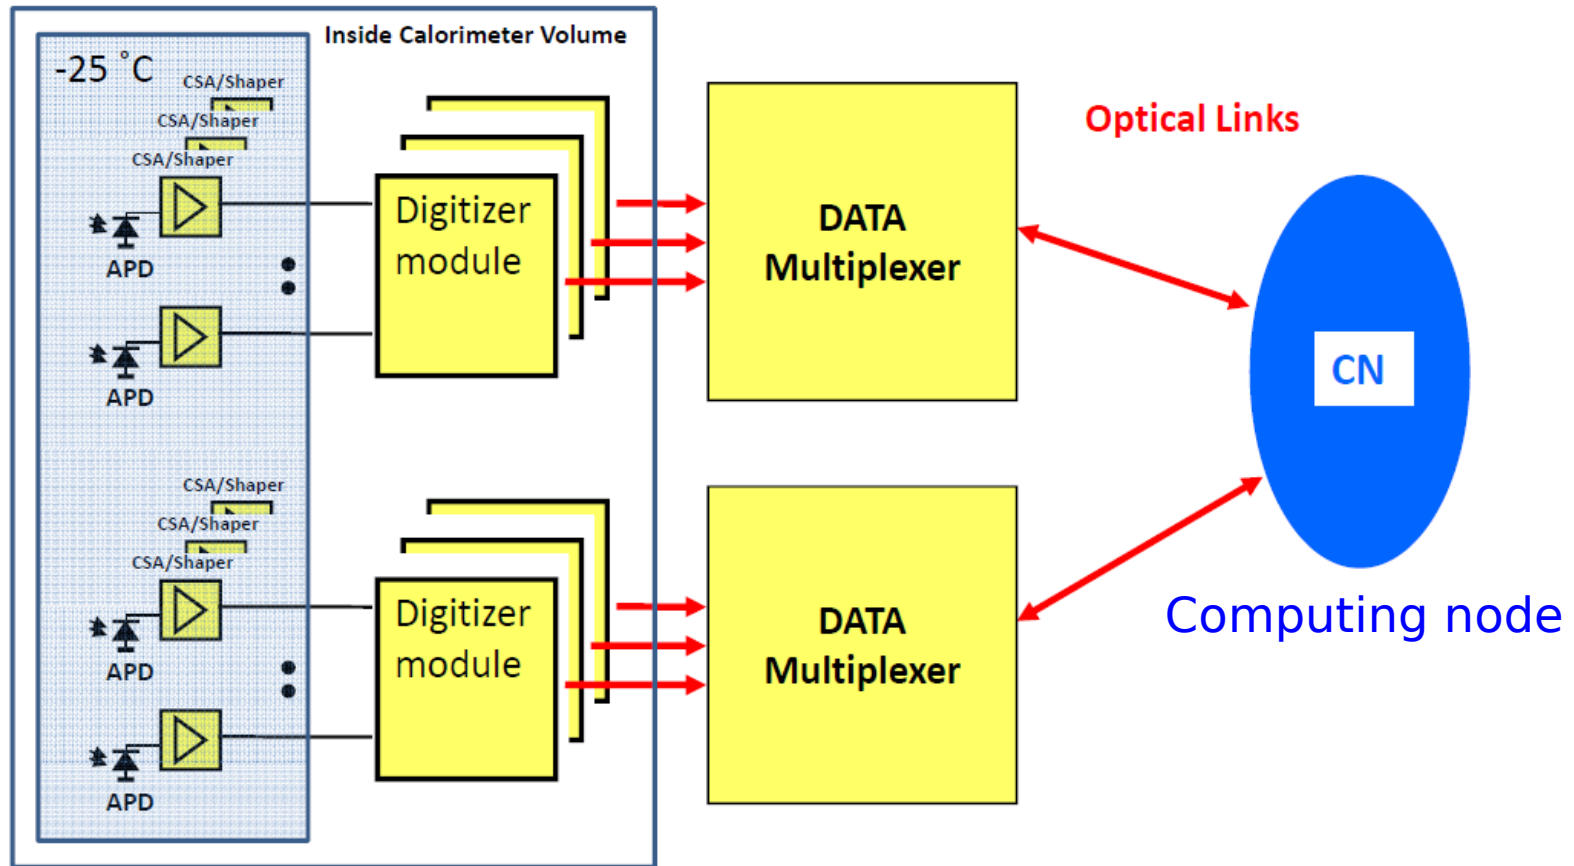 Inside Calorimeter Volume
-25 °C
CSA/Shaper
CSA/Shaper
CSA/Shaper
APD
APD
Digitizer
module
DATA
Multiplexer
Optical Links
CN
Computing node
CSA/Shaper
CSA/Shaper
CSA/Shaper
APD
APD
Digitizer
module
DATA
Multiplexer